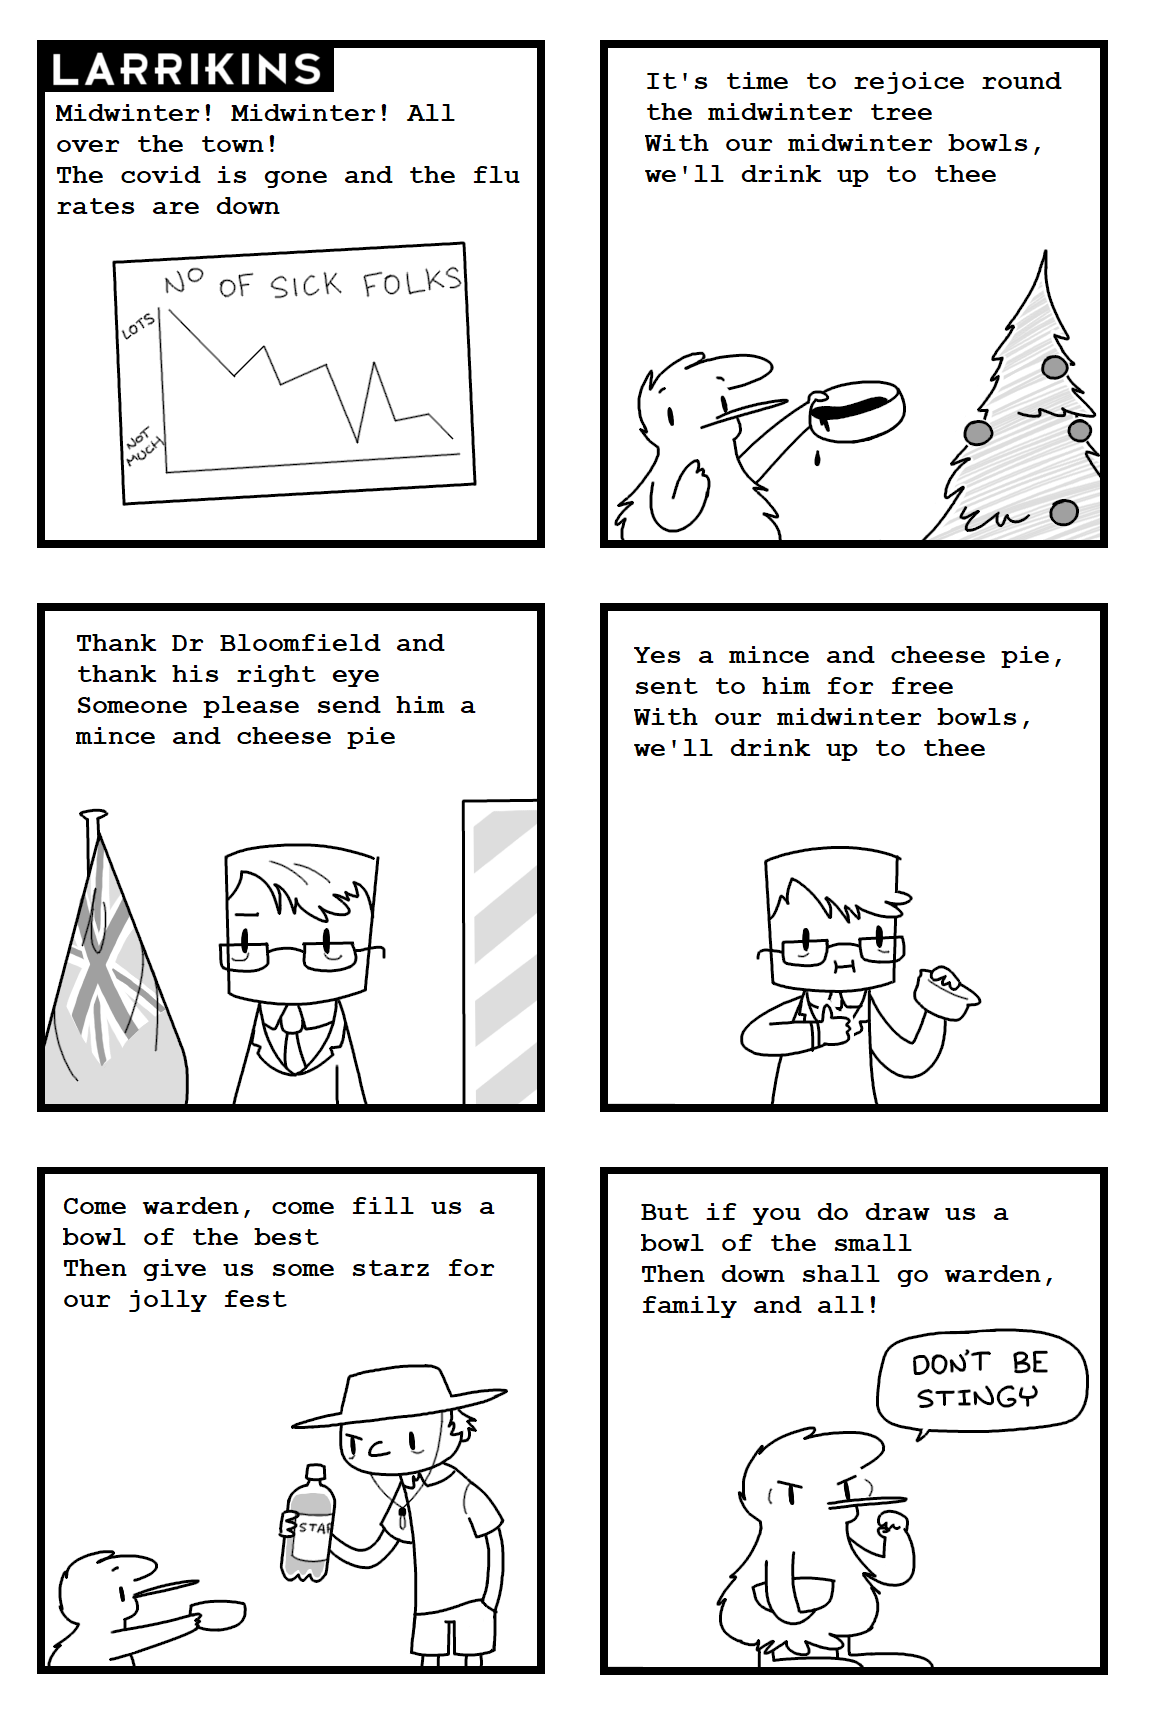 LARRIKINS
Midwinter! Midwinter! All
over the town!
The covid is gone and the flu
rates are down
Nº OF SICK FOLKS
LOTS
NOT
MUCH
It's time to rejoice round
the midwinter tree
With our midwinter bowls,
we'll drink up to thee
Thank Dr Bloomfield and
thank his right eye
Someone please send him a
mince and cheese pie
Yes a mince and cheese pie,
sent to him for free
With our midwinter bowls,
we'll drink up to thee
Come warden, come fill us a
bowl of the best
Then give us some starz for
our jolly fest
STAR
But if you do draw us a
bowl of the small
Then down shall go warden,
family and all!
DON'T BE
STINGY